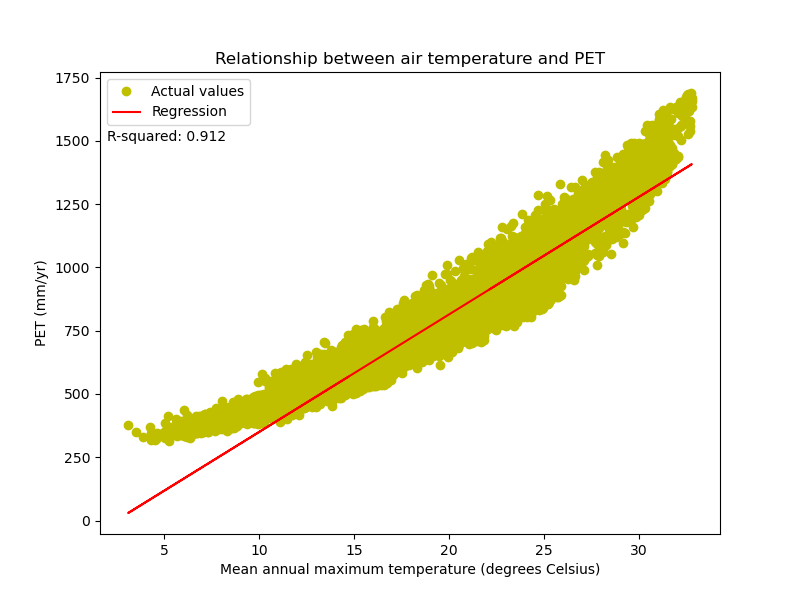 Relationship between air temperature and PET
Actual values
Regression
R-squared: 0.912
1750
1500
1250
1000
750
500
250
0
PET (mm/yr)
5 10 15 20 25 30
Mean annual maximum temperature (degrees Celsius)